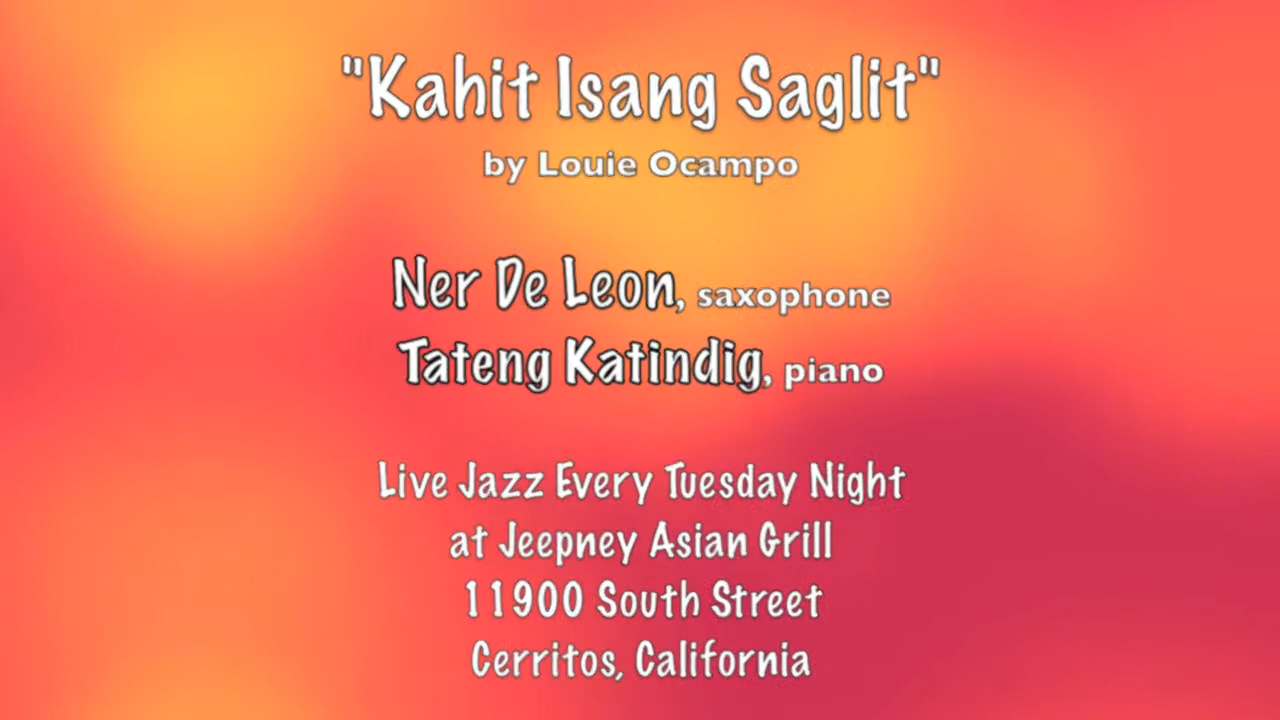 "Kahit Isang Saglit"
by Louie Ocampo
Ner De Leon, saxophone
Tateng Katindig, piano
Live Jazz Every Tuesday Night
at Jeepney Asian Grill
11900 South Street
Cerritos, California